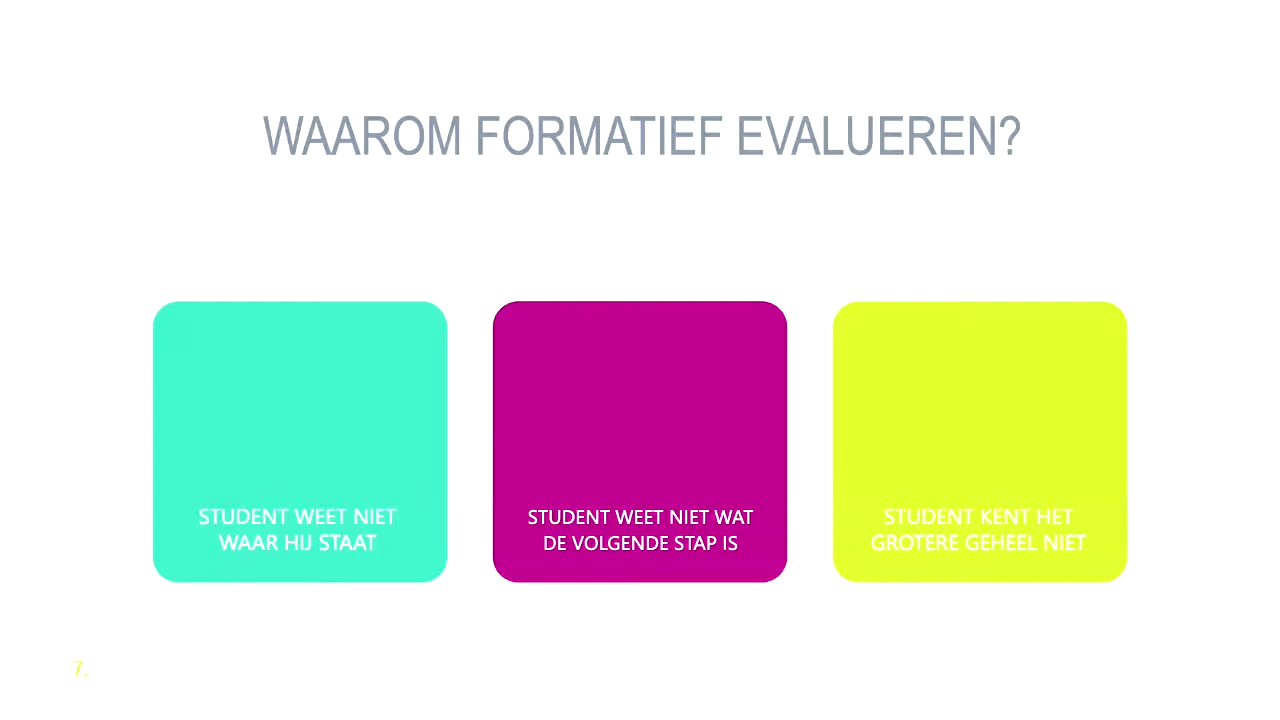 WAAROM FORMATIEF EVALUEREN?
STUDENT WEET NIET
WAAR HIJ STAAT
STUDENT WEET NIET WAT
DE VOLGENDE STAP IS
STUDENT KENT HET
GROTERE GEHEEL NIET
7.